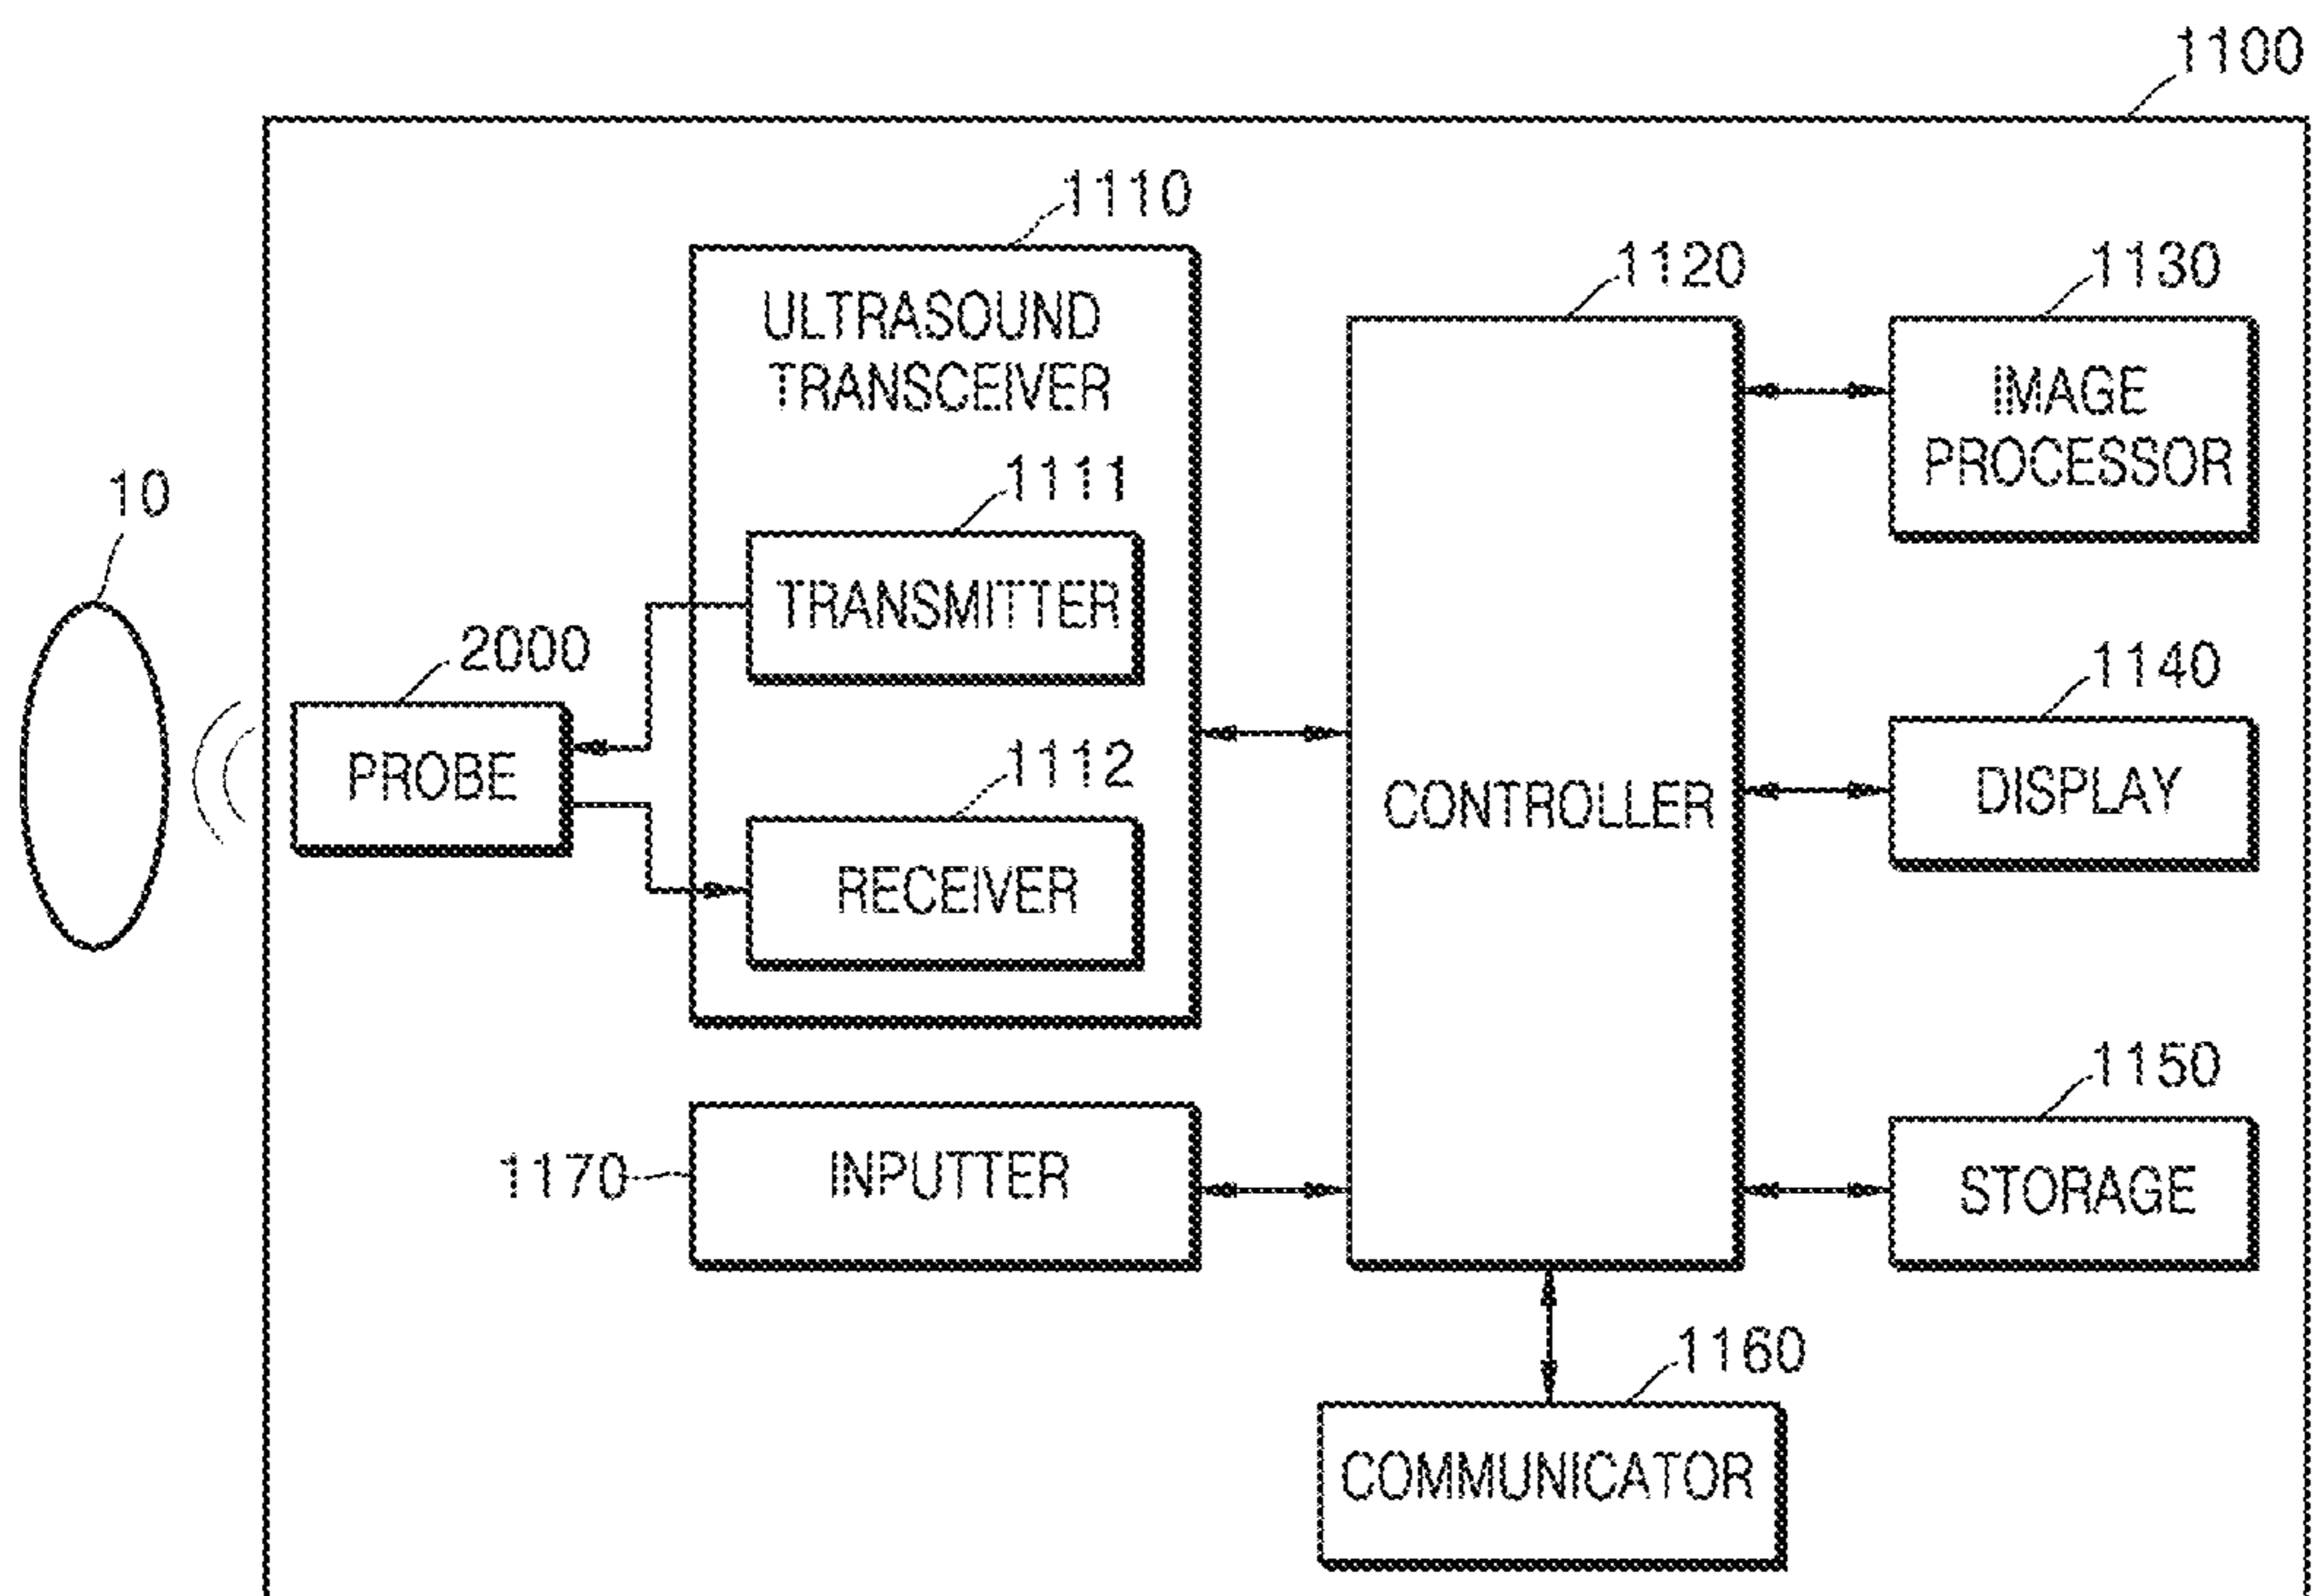 1100
1110
ULTRASOUND
TRANSCEIVER
1120
1130
IMAGE
PROCESSOR
10
1111
TRANSMITTER
2000
PROBE
1112
RECEIVER
CONTROLLER
1140
DISPLAY
1170
INPUTTER
1150
STORAGE
1160
COMMUNICATOR